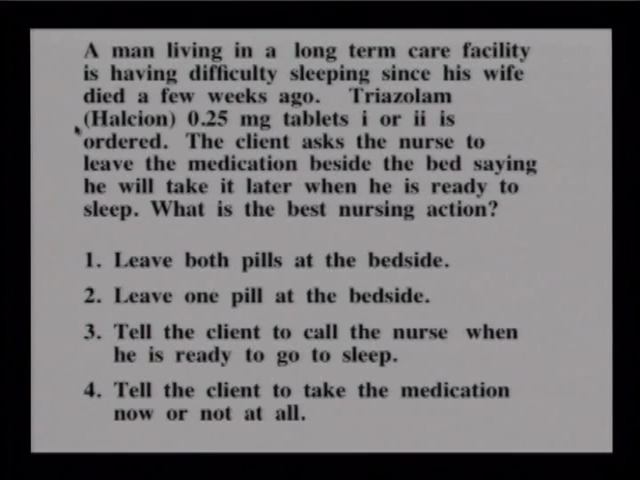 A man living in a long term care facility
is having difficulty sleeping since his wife
died a few weeks ago. Triazolam
(Halcion) 0.25 mg tablets i or ii is
ordered. The client asks the nurse to
leave the medication beside the bed saying
he will take it later when he is ready to
sleep. What is the best nursing action?
1. Leave both pills at the bedside.
2. Leave one pill at the bedside.
3. Tell the client to call the nurse when
he is ready to go to sleep.
4. Tell the client to take the medication
now or not at all.